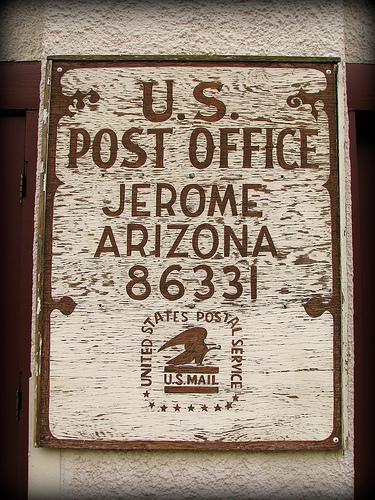 U.S.
POST OFFICE
JEROME
ARIZONA
86331
UNITED STATES POSTAL SERVICE
U.S.MAIL